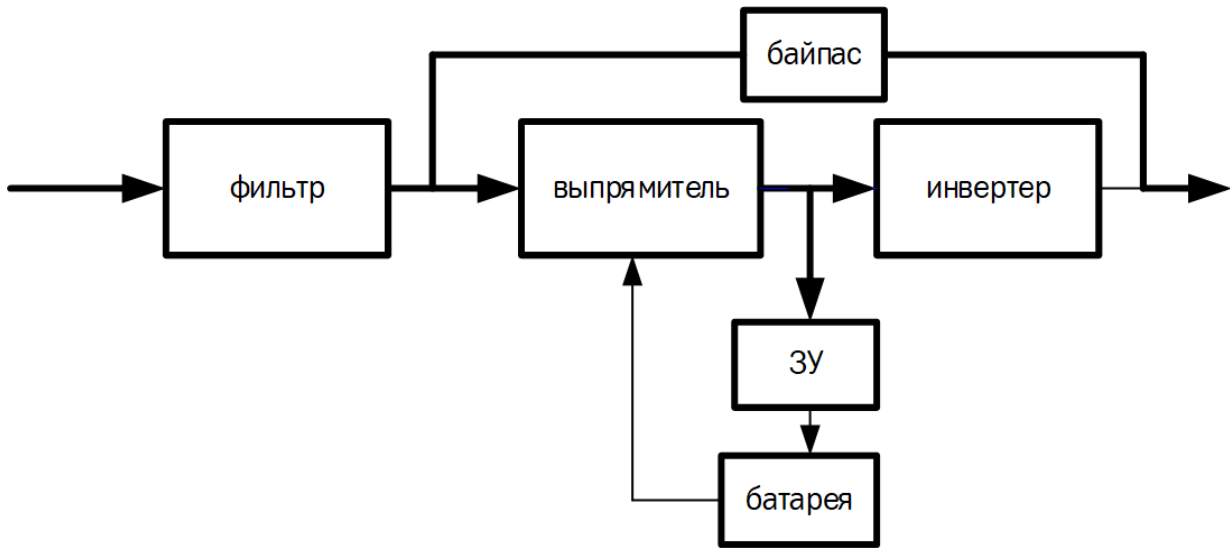 байпас
фильтр
выпрямитель
инвертер
ЗУ
батарея